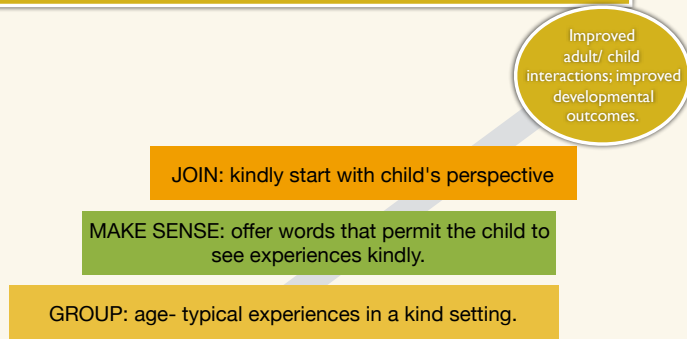 Improved
adult/ child
interactions; improved
developmental
outcomes.
JOIN: kindly start with child's perspective
MAKE SENSE: offer words that permit the child to
see experiences kindly.
GROUP: age- typical experiences in a kind setting.